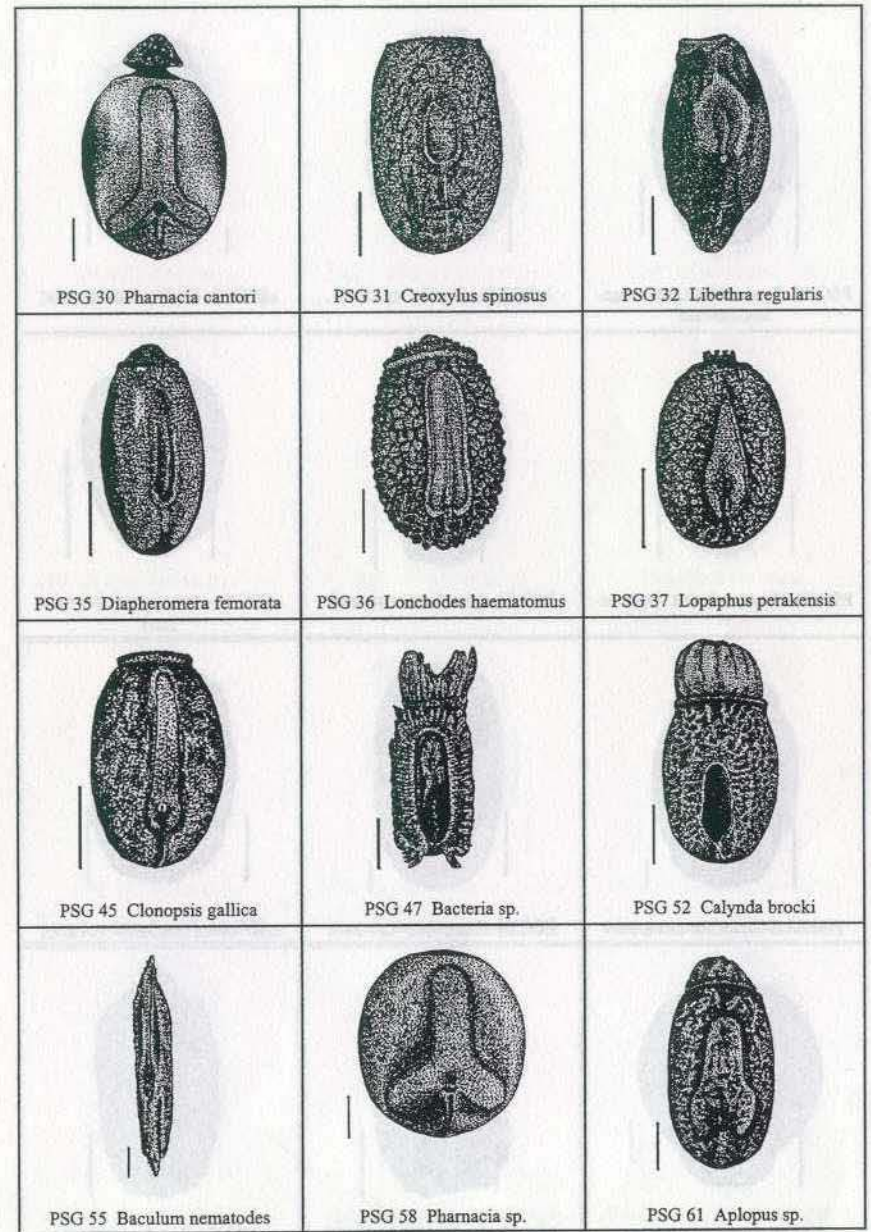 PSG 30 Pharnacia cantori
PSG 31 Creoxylus spinosus
PSG 32 Libethra regularis
PSG 35 Diapheromera femorata
PSG 36 Lonchodes haematomus
PSG 37 Lopaphus perakensis
PSG 45 Clonopsis gallica
PSG 47 Bacteria sp.
PSG 52 Calynda brocki
PSG 55 Baculum nematodes
PSG 58 Pharnacia sp.
PSG 61 Aplopus sp.